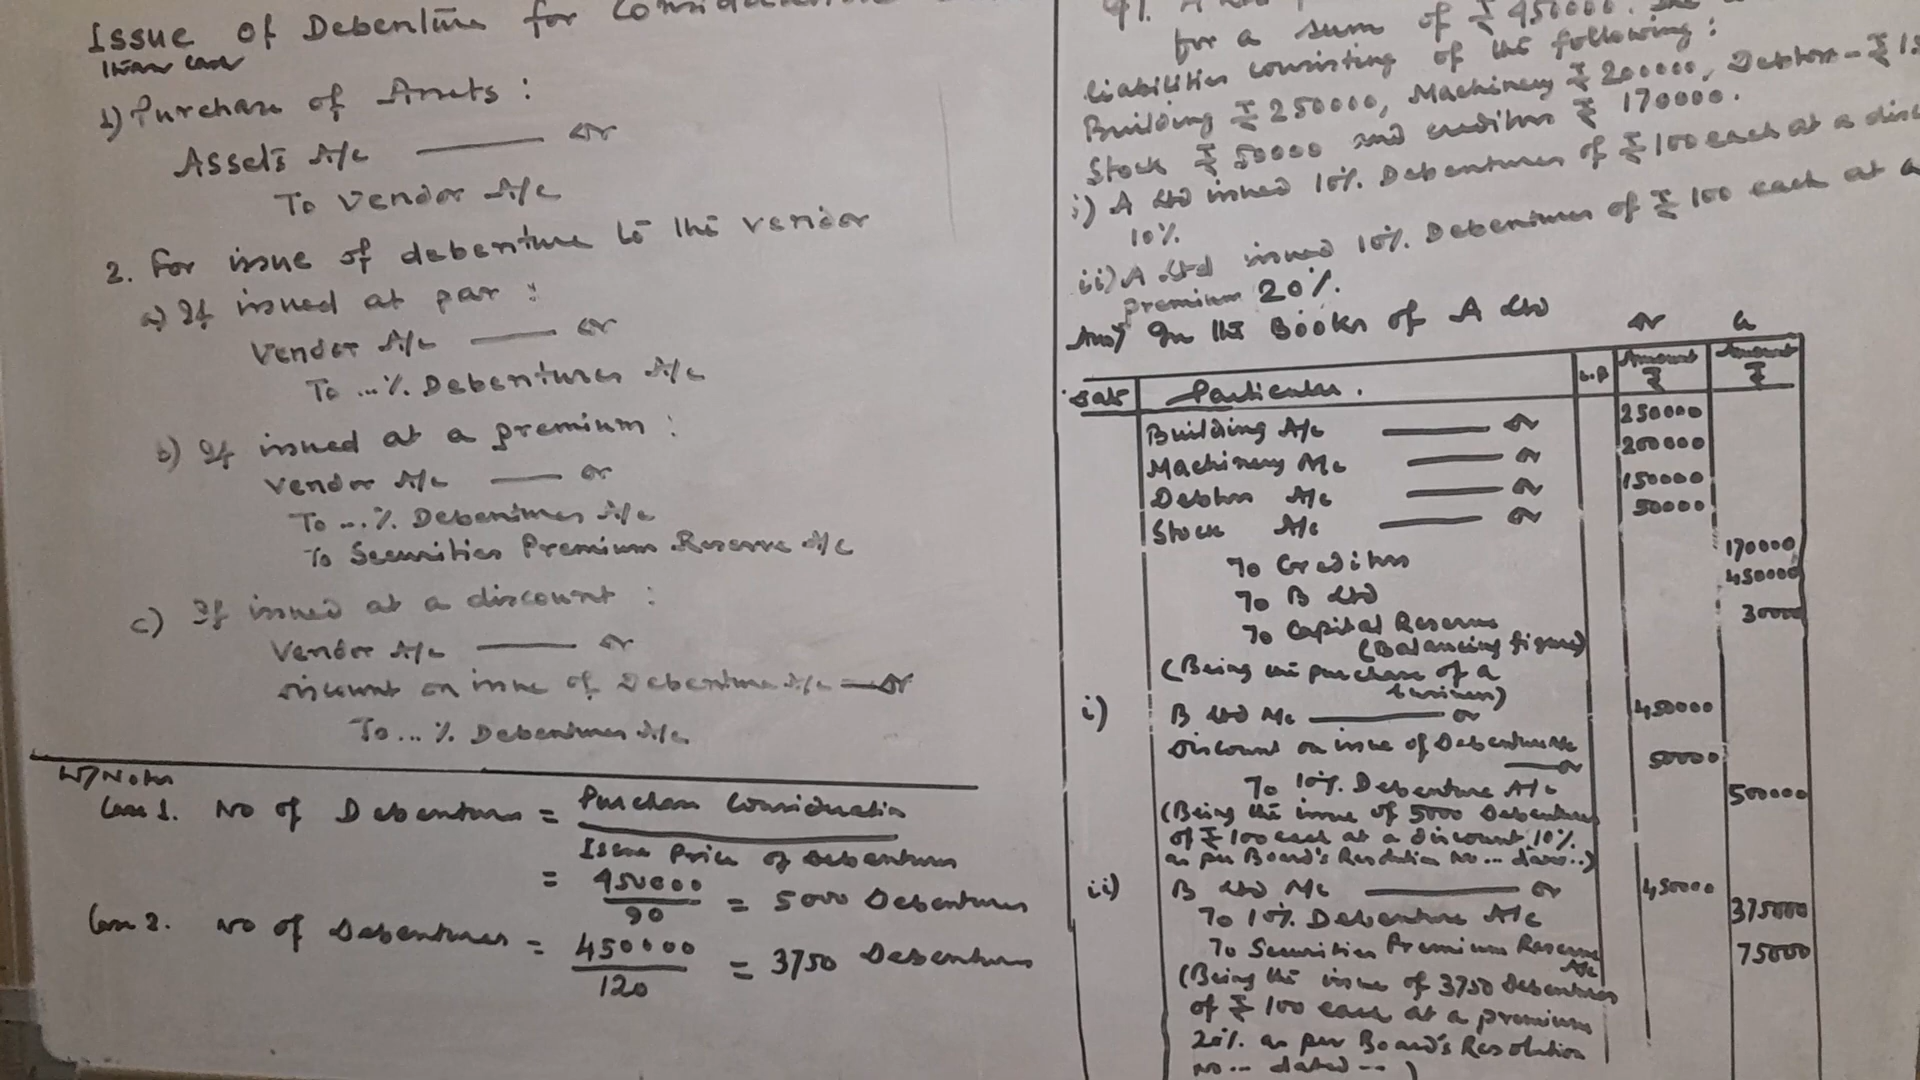 Issue of Debenture for Consideration
other than cash
1) Purchase of Assets :
Assets A/c ——— Dr
To Vendor A/c
2. For issue of debenture to the vendor
a) If issued at par :
Vendor A/c ——— Dr
To ...% Debentures A/c
b) If issued at a premium :
Vendor A/c ——— Dr
To ...% Debentures A/c
To Securities Premium Reserve A/c
c) If issued at a discount :
Vendor A/c ——— Dr
Discount on issue of Debenture A/c — Dr
To ...% Debentures A/c
W/Notes
Case 1. No of Debentures = Purchase Consideration
Issue Price of Debentures
= 450000
90
= 5000 Debentures
Case 2. No of Debentures = 450000
120
= 3750 Debentures
Q1. A Ltd
for a sum of ₹ 450000.
liabilities consisting of the following :
Building ₹ 250000, Machinery ₹ 200000, Debtors - ₹
Stock ₹ 50000 and creditors ₹ 170000.
i) A Ltd issued 10% Debentures of ₹ 100 each at a
10%.
ii) A Ltd issued 10% Debentures of ₹ 100 each at a
premium 20%.
Ans) In the Books of A Ltd Dr Cr
Date Particulars. L.F Amount ₹ Amount ₹
Building A/c ——— Dr 250000
Machinery A/c ——— Dr 200000
Debtors A/c ——— Dr 150000
Stock A/c ——— Dr 50000
To Creditors 170000
To B Ltd 450000
To Capital Reserve 30000
(Balancing figure)
(Being the purchase of a
business)
i) B Ltd A/c ——— Dr 450000
Discount on issue of Debenture A/c
— Dr 50000
To 10% Debenture A/c 500000
(Being the issue of 5000 Debentures
of ₹ 100 each at a discount 10%
as per Board's Resolution No... dated...)
ii) B Ltd A/c ——— Dr 450000
To 10% Debenture A/c 375000
To Securities Premium Reserve
A/c 75000
(Being the issue of 3750 Debentures
of ₹ 100 each at a premium
20% as per Board's Resolution
No... dated ...)